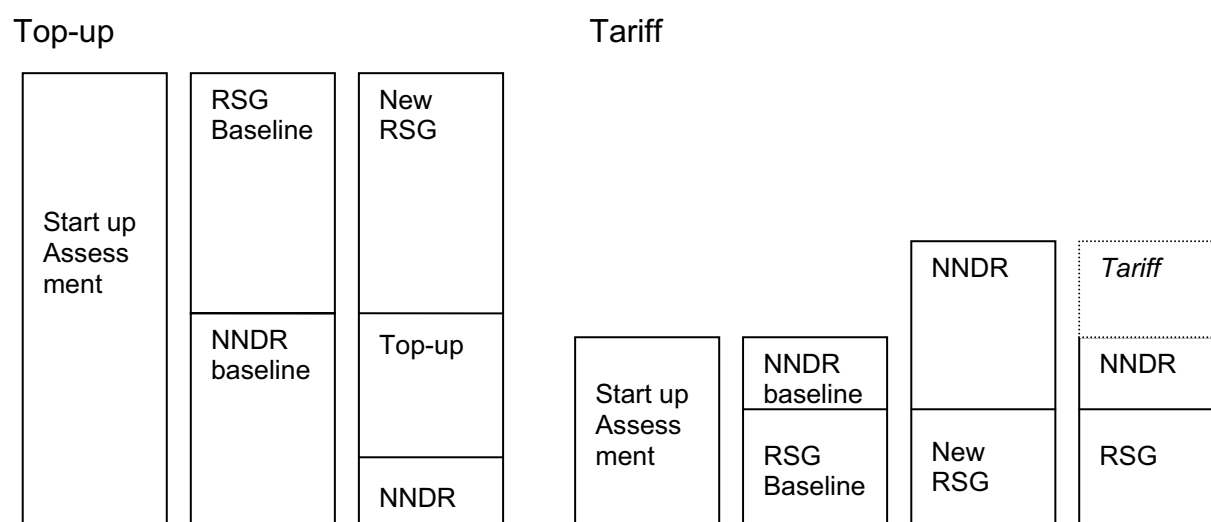 Top-up
Tariff
Start up
Assess
ment
RSG
Baseline
NNDR
baseline
New
RSG
Top-up
NNDR
Start up
Assess
ment
NNDR
baseline
RSG
Baseline
NNDR
New
RSG
Tariff
NNDR
RSG